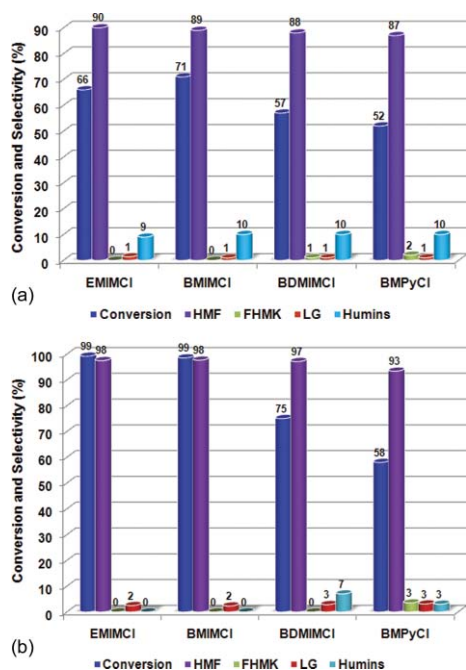 (a)
Conversion and Selectivity (%)
90
80
70
60
50
40
30
20
10
0
66 90 0 1 9
71 89 0 1 10
57 88 1 1 10
52 87 2 1 10
EMIMCl BMIMCl BDMIMCl BMPyCl
Conversion HMF FHMK LG Humins
(b)
Conversion and Selectivity (%)
100
90
80
70
60
50
40
30
20
10
0
99 98 0 2 0
99 98 0 2 0
75 97 0 3 7
58 93 3 3 3
EMIMCl BMIMCl BDMIMCl BMPyCl
Conversion HMF FHMK LG Humins